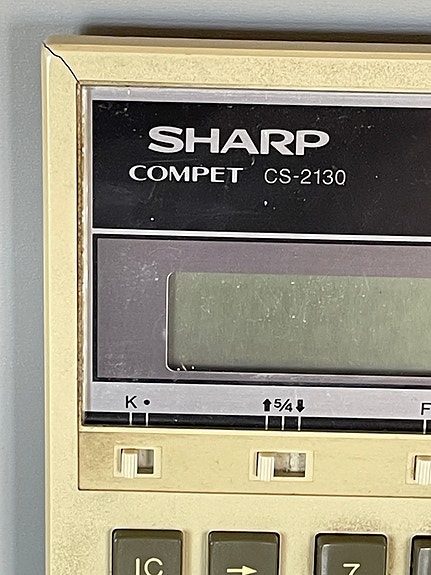 SHARP
COMPET CS-2130
K • ⬆5/4⬇ F
IC → 7